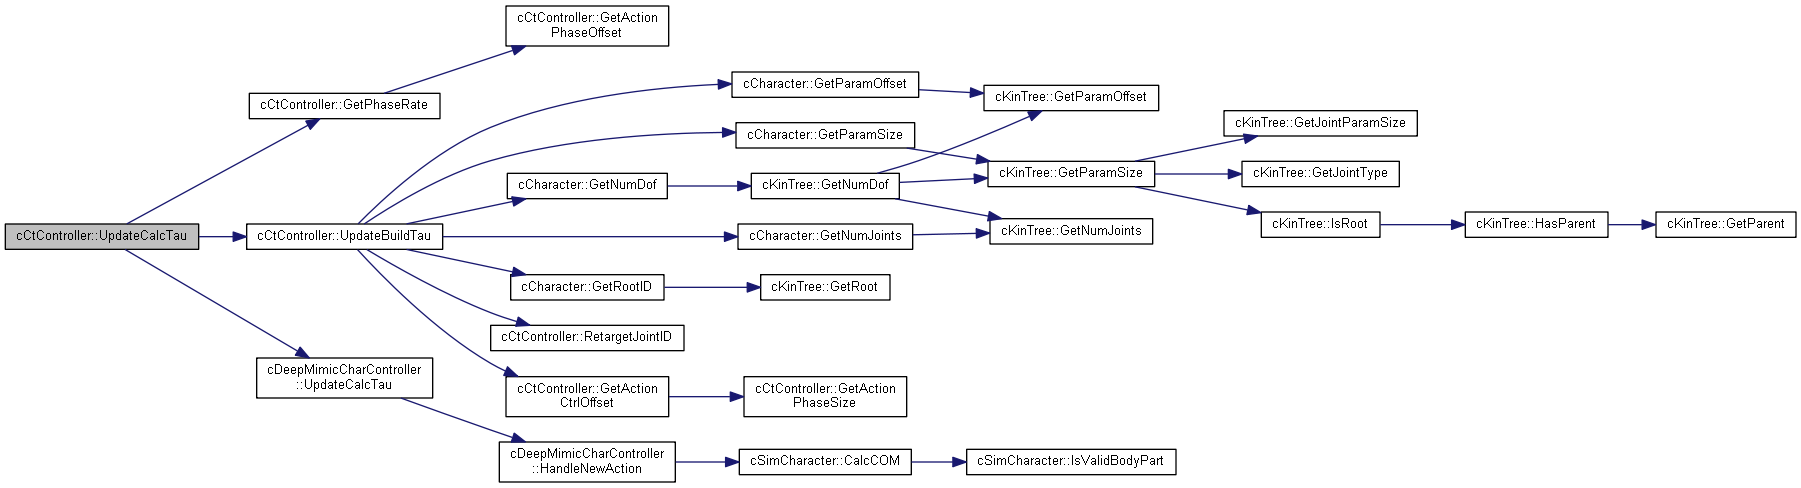 cCtController::UpdateCalcTau
cCtController::GetPhaseRate
cCtController::GetAction
PhaseOffset
cCtController::UpdateBuildTau
cCharacter::GetParamOffset
cKinTree::GetParamOffset
cCharacter::GetParamSize
cKinTree::GetParamSize
cKinTree::GetJointParamSize
cKinTree::GetJointType
cKinTree::IsRoot
cKinTree::HasParent
cKinTree::GetParent
cCharacter::GetNumDof
cKinTree::GetNumDof
cCharacter::GetNumJoints
cKinTree::GetNumJoints
cCharacter::GetRootID
cKinTree::GetRoot
cCtController::RetargetJointID
cCtController::GetAction
CtrlOffset
cCtController::GetAction
PhaseSize
cDeepMimicCharController
::UpdateCalcTau
cDeepMimicCharController
::HandleNewAction
cSimCharacter::CalcCOM
cSimCharacter::IsValidBodyPart